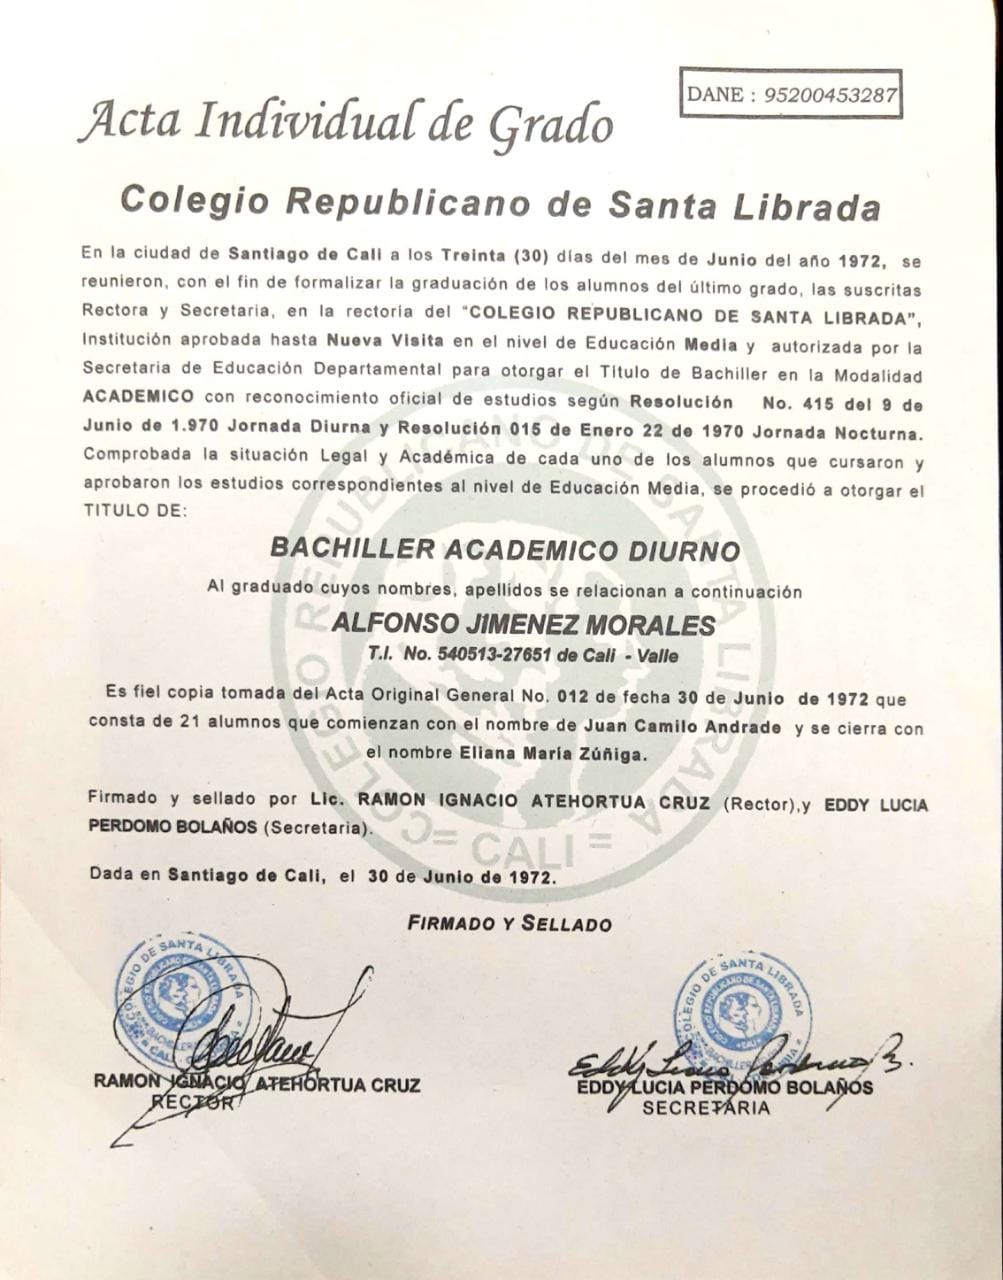 DANE : 95200453287
Acta Individual de Grado
Colegio Republicano de Santa Librada
En la ciudad de Santiago de Cali a los Treinta (30) días del mes de Junio del año 1972, se
reunieron, con el fin de formalizar la graduación de los alumnos del último grado, las suscritas
Rectora y Secretaria, en la rectoría del "COLEGIO REPUBLICANO DE SANTA LIBRADA",
Institución aprobada hasta Nueva Visita en el nivel de Educación Media y autorizada por la
Secretaria de Educación Departamental para otorgar el Título de Bachiller en la Modalidad
ACADEMICO con reconocimiento oficial de estudios según Resolución No. 415 del 9 de
Junio de 1.970 Jornada Diurna y Resolución 015 de Enero 22 de 1970 Jornada Nocturna.
Comprobada la situación Legal y Académica de cada uno de los alumnos que cursaron y
aprobaron los estudios correspondientes al nivel de Educación Media, se procedió a otorgar el
TITULO DE:
BACHILLER ACADEMICO DIURNO
Al graduado cuyos nombres, apellidos se relacionan a continuación
ALFONSO JIMENEZ MORALES
T.I. No. 540513-27651 de Cali - Valle
Es fiel copia tomada del Acta Original General No. 012 de fecha 30 de Junio de 1972 que
consta de 21 alumnos que comienzan con el nombre de Juan Camilo Andrade y se cierra con
el nombre Eliana María Zúñiga.
Firmado y sellado por Lic. RAMON IGNACIO ATEHORTUA CRUZ (Rector),y EDDY LUCIA
PERDOMO BOLAÑOS (Secretaria).
Dada en Santiago de Cali, el 30 de Junio de 1972.
FIRMADO Y SELLADO
COLEGIO REPUBLICANO DE SANTA LIBRADA
= CALI =
RAMON IGNACIO ATEHORTUA CRUZ
RECTOR
EDDY LUCIA PERDOMO BOLAÑOS
SECRETARIA